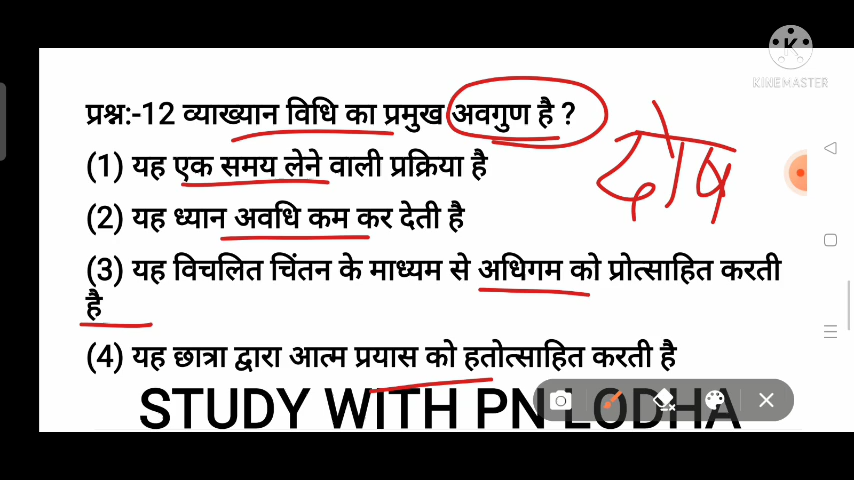 KINEMASTER
प्रश्न:-12 व्याख्यान विधि का प्रमुख अवगुण है ?
दोष
(1) यह एक समय लेने वाली प्रक्रिया है
(2) यह ध्यान अवधि कम कर देती है
(3) यह विचलित चिंतन के माध्यम से अधिगम को प्रोत्साहित करती
है
(4) यह छात्रा द्वारा आत्म प्रयास को हतोत्साहित करती है
STUDY WITH PN LODHA